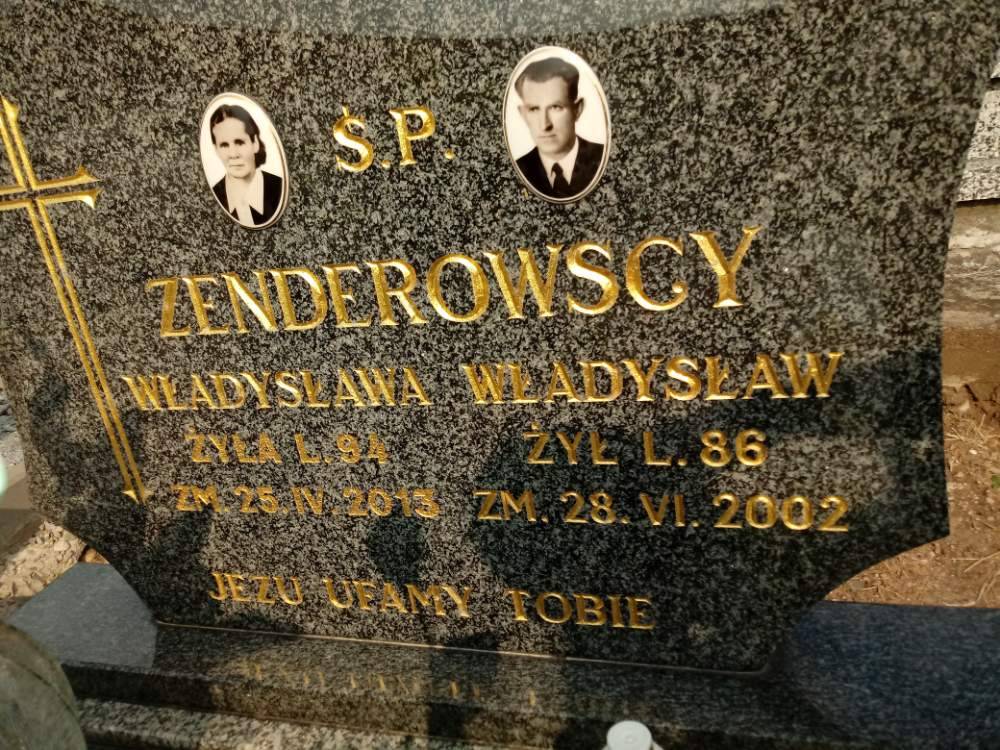 Ś.P.
ZENDEROWSCY
WŁADYSŁAWA WŁADYSŁAW
ŻYŁA L. 94 ŻYŁ L. 86
ZM. 25. IV. 2013 ZM. 28. VI. 2002
JEZU UFAMY TOBIE